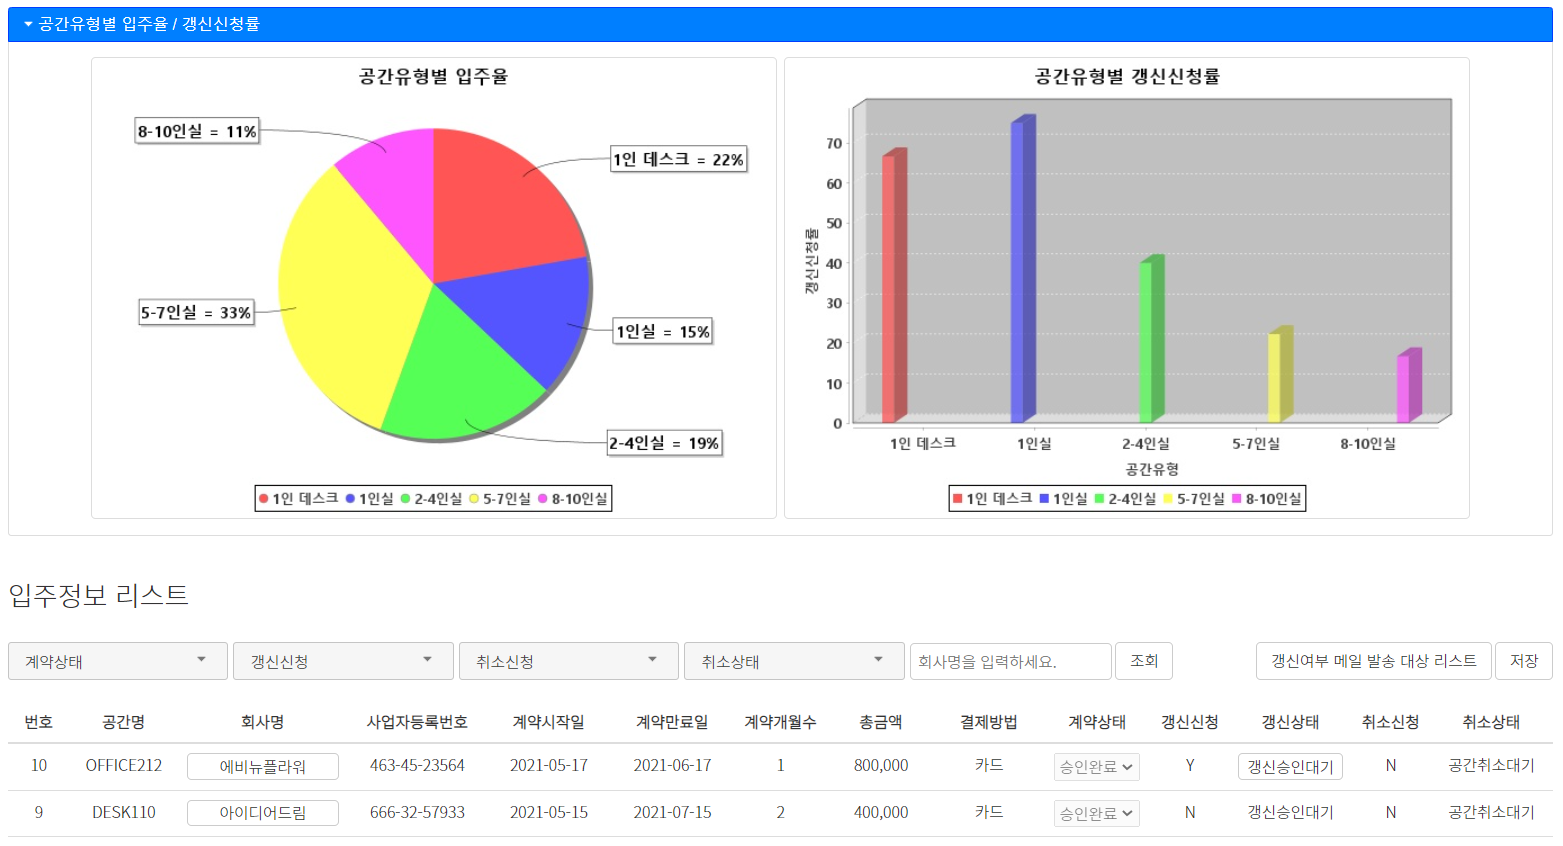 공간유형별 입주율 / 갱신신청률
공간유형별 입주율
8-10인실 = 11%
1인 데스크 = 22%
5-7인실 = 33%
1인실 = 15%
2-4인실 = 19%
1인 데스크 1인실 2-4인실 5-7인실 8-10인실
공간유형별 갱신신청률
갱신신청률
70
60
50
40
30
20
10
0
1인 데스크 1인실 2-4인실 5-7인실 8-10인실
공간유형
1인 데스크 1인실 2-4인실 5-7인실 8-10인실
입주정보 리스트
계약상태 갱신신청 취소신청 취소상태 회사명을 입력하세요. 조회 갱신여부 메일 발송 대상 리스트 저장
번호 공간명 회사명 사업자등록번호 계약시작일 계약만료일 계약개월수 총금액 결제방법 계약상태 갱신신청 갱신상태 취소신청 취소상태
10 OFFICE212 에비뉴플라워 463-45-23564 2021-05-17 2021-06-17 1 800,000 카드 승인완료 Y 갱신승인대기 N 공간취소대기
9 DESK110 아이디어드림 666-32-57933 2021-05-15 2021-07-15 2 400,000 카드 승인완료 N 갱신승인대기 N 공간취소대기